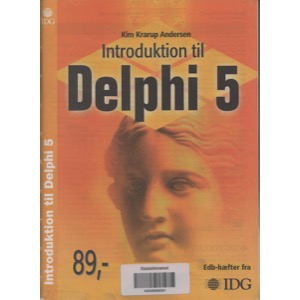 IDG
Introduktion til Delphi 5
Kim Krarup Andersen
Introduktion til
Delphi 5
89,-
Edb-hæfter fra
IDG